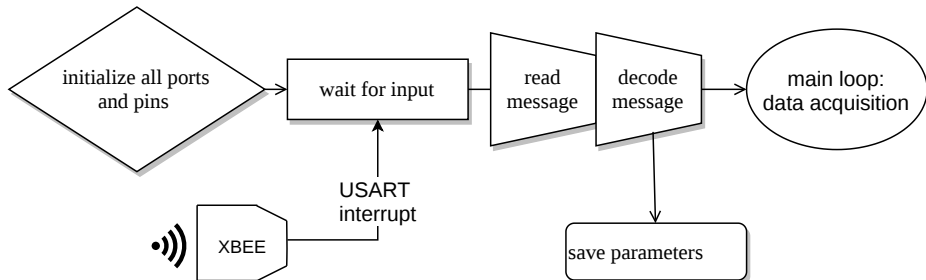 initialize all ports
and pins
wait for input
read
message
decode
message
main loop:
data acquisition
USART
interrupt
XBEE
save parameters